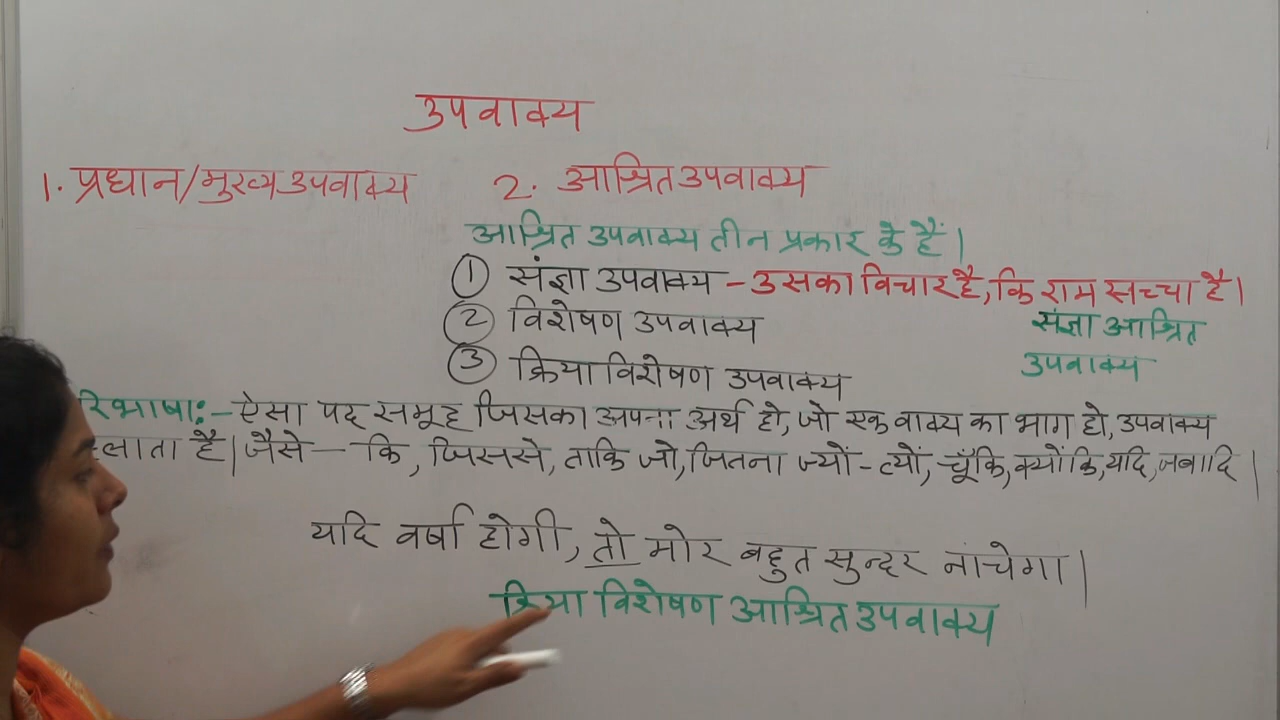 उपवाक्य
1. प्रधान/मुख्य उपवाक्य 2. आश्रित उपवाक्य
आश्रित उपवाक्य तीन प्रकार के हैं।
① संज्ञा उपवाक्य - उसका विचार है, कि राम सच्चा है।
② विशेषण उपवाक्य
संज्ञा आश्रित
उपवाक्य
③ क्रिया विशेषण उपवाक्य
रिभाषा:- ऐसा पद समूह जिसका अपना अर्थ हो, जो एक वाक्य का भाग हो, उपवाक्य
लाता है। जैसे - कि, जिससे, ताकि जो, जितना ज्यों-त्यों, चूँकि, क्योंकि, यदि,
यदि वर्षा होगी, तो मोर बहुत सुन्दर नाचेगा।
क्रिया विशेषण आश्रित उपवाक्य